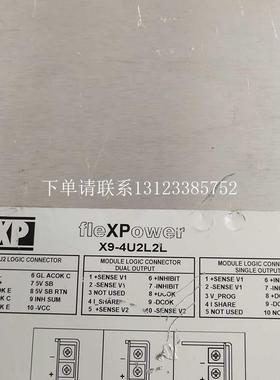 下单请联系13123385752
XP
fleXPower
X9-4U2L2L
U2 LOGIC CONNECTOR
6 GL ACOK C
7 5V SB
8 5V SB RTN
9 INH SUM
10 -VCC
MODULE LOGIC CONNECTOR
DUAL OUTPUT
1 +SENSE V1 6 +INHIBIT
2 -SENSE V1 7 -INHIBIT
3 NOT USED 8 +DCOK
4 I_SHARE 9 -DCOK
5 +SENSE V2 10 -SENSE V2
MODULE LOGIC CONNECTOR
SINGLE OUTPUT
1 +SENSE V1
2 -SENSE V1
3 V_PROG
4 I SHARE
5 NOT USED